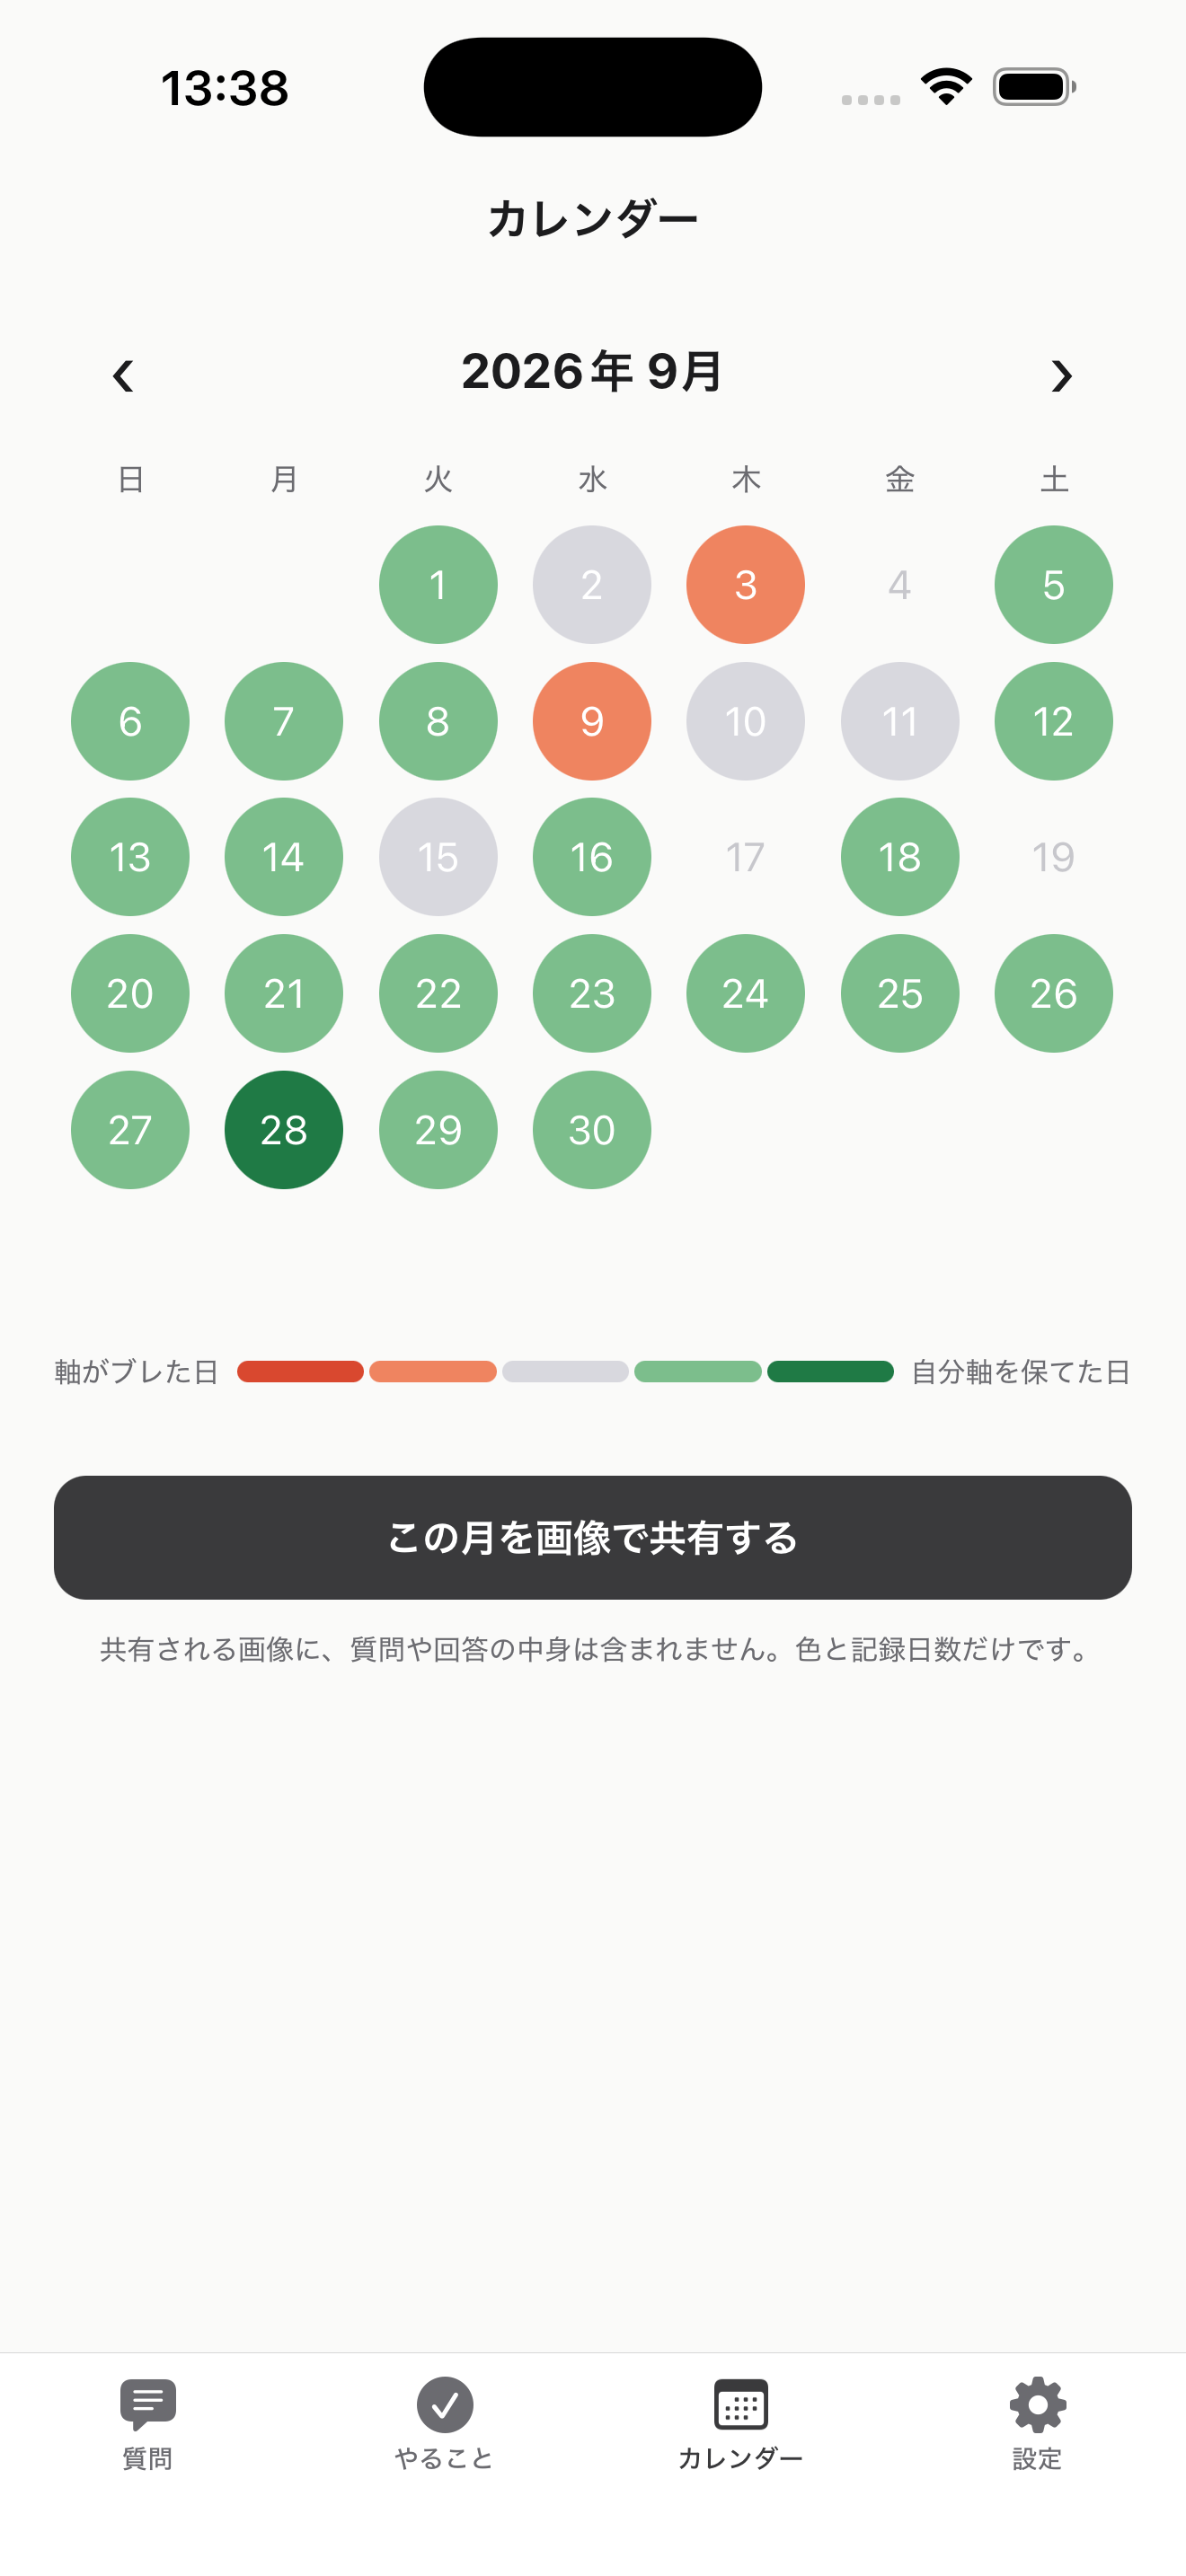 13:38
カレンダー
‹ 2026年 9月 ›
日 月 火 水 木 金 土
1 2 3 4 5
6 7 8 9 10 11 12
13 14 15 16 17 18 19
20 21 22 23 24 25 26
27 28 29 30
軸がブレた日 自分軸を保てた日
この月を画像で共有する
共有される画像に、質問や回答の中身は含まれません。色と記録日数だけです。
質問 やること カレンダー 設定